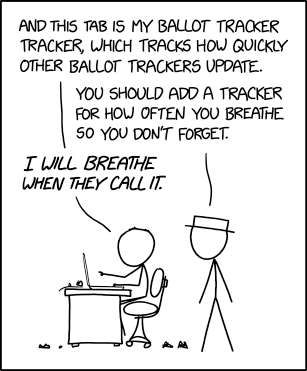 AND THIS TAB IS MY BALLOT TRACKER
TRACKER, WHICH TRACKS HOW QUICKLY
OTHER BALLOT TRACKERS UPDATE.
YOU SHOULD ADD A TRACKER
FOR HOW OFTEN YOU BREATHE
SO YOU DON'T FORGET.
I WILL BREATHE
WHEN THEY CALL IT.